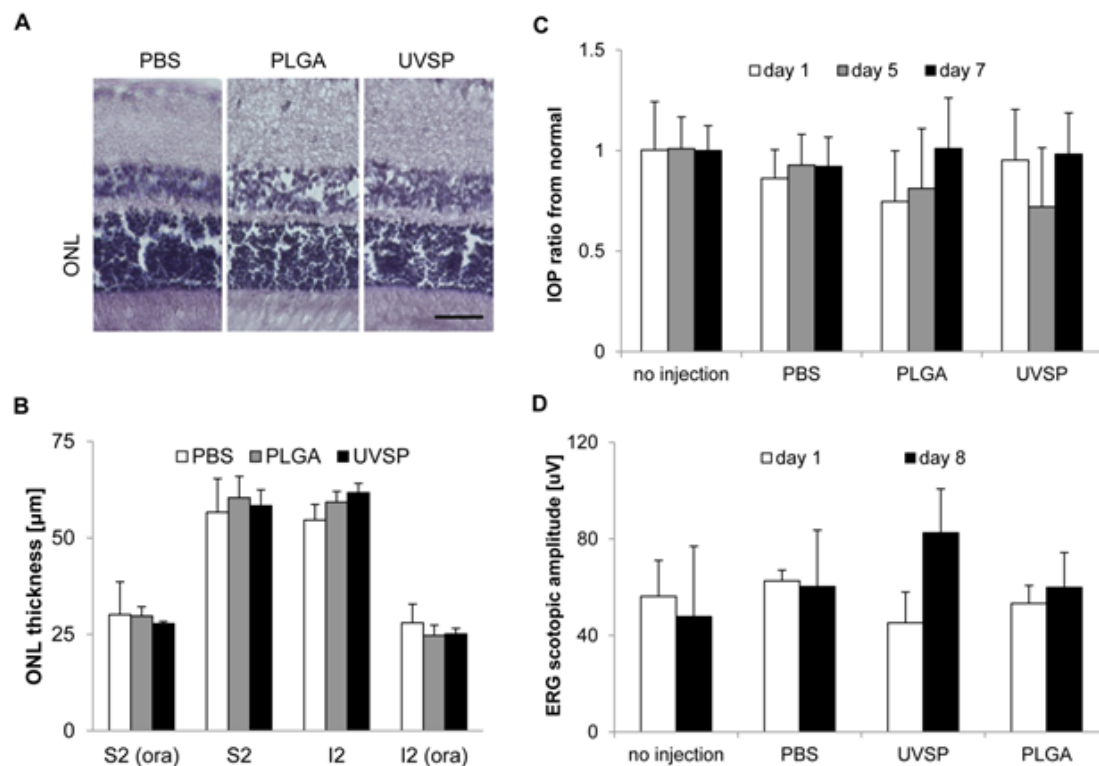 A
PBS PLGA UVSP
ONL
B
75
50
25
0
ONL thickness [µm]
PBS PLGA UVSP
S2 (ora) S2 I2 I2 (ora)
C
1.5
1
0.5
0
IOP ratio from normal
day 1 day 5 day 7
no injection PBS PLGA UVSP
D
120
80
40
0
ERG scotopic amplitude [uV]
day 1 day 8
no injection PBS UVSP PLGA